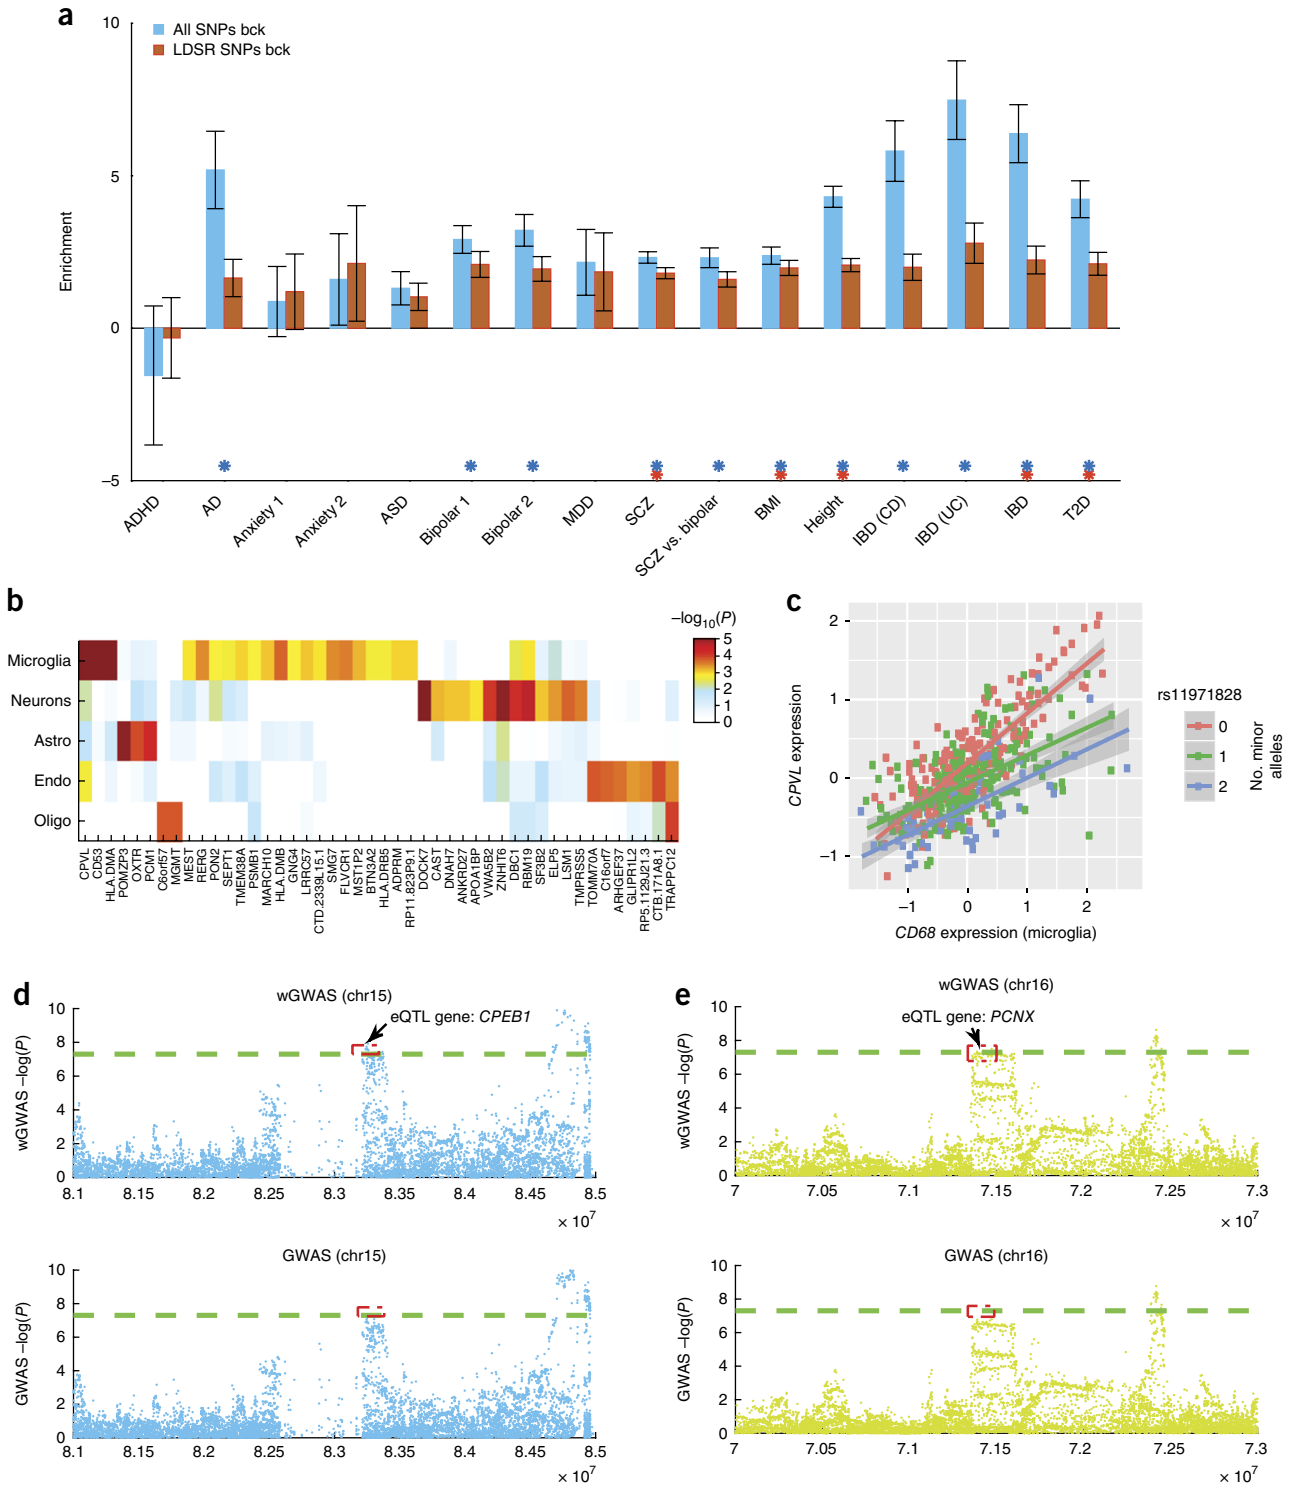 a
10
5
0
−5
Enrichment
All SNPs bck
LDSR SNPs bck
ADHD
AD
Anxiety 1
Anxiety 2
ASD
Bipolar 1
Bipolar 2
MDD
SCZ
SCZ vs. bipolar
BMI
Height
IBD (CD)
IBD (UC)
IBD
T2D
b
−log10(P)
5
4
3
2
1
0
Microglia
Neurons
Astro
Endo
Oligo
CPVL
CD53
HLA.DMA
POMZP3
OXTR
PCM1
C6orf57
MGMT
MEST
RERG
PON2
SEPT1
TMEM38A
PSMB1
MARCH10
HLA.DMB
GNG4
LRRC57
CTD.2339L15.1
SMG7
FLVCR1
MST1P2
BTN3A2
HLA.DRB5
ADPRM
RP11.823P9.1
DOCK7
CAST
DNAH7
ANKRD27
APOA1BP
VWA5B2
ZNHIT6
DBC1
RBM19
SF3B2
ELP5
LSM1
TMPRSS5
TOMM70A
C16orf7
ARHGEF37
GLIPR1L2
RP5.1129J21.3
CTB.171A8.1
TRAPPC12
c
2
1
0
−1
CPVL expression
−1 0 1 2
CD68 expression (microglia)
rs11971828
0
1
2
No. minor
alleles
d
wGWAS (chr15)
eQTL gene: CPEB1
10
8
6
4
2
0
wGWAS –log(P)
8.1 8.15 8.2 8.25 8.3 8.35 8.4 8.45 8.5
× 10^7
GWAS (chr15)
10
8
6
4
2
0
GWAS –log(P)
8.1 8.15 8.2 8.25 8.3 8.35 8.4 8.45 8.5
× 10^7
e
wGWAS (chr16)
eQTL gene: PCNX
10
8
6
4
2
0
wGWAS –log(P)
7 7.05 7.1 7.15 7.2 7.25 7.3
× 10^7
GWAS (chr16)
10
8
6
4
2
0
GWAS –log(P)
7 7.05 7.1 7.15 7.2 7.25 7.3
× 10^7